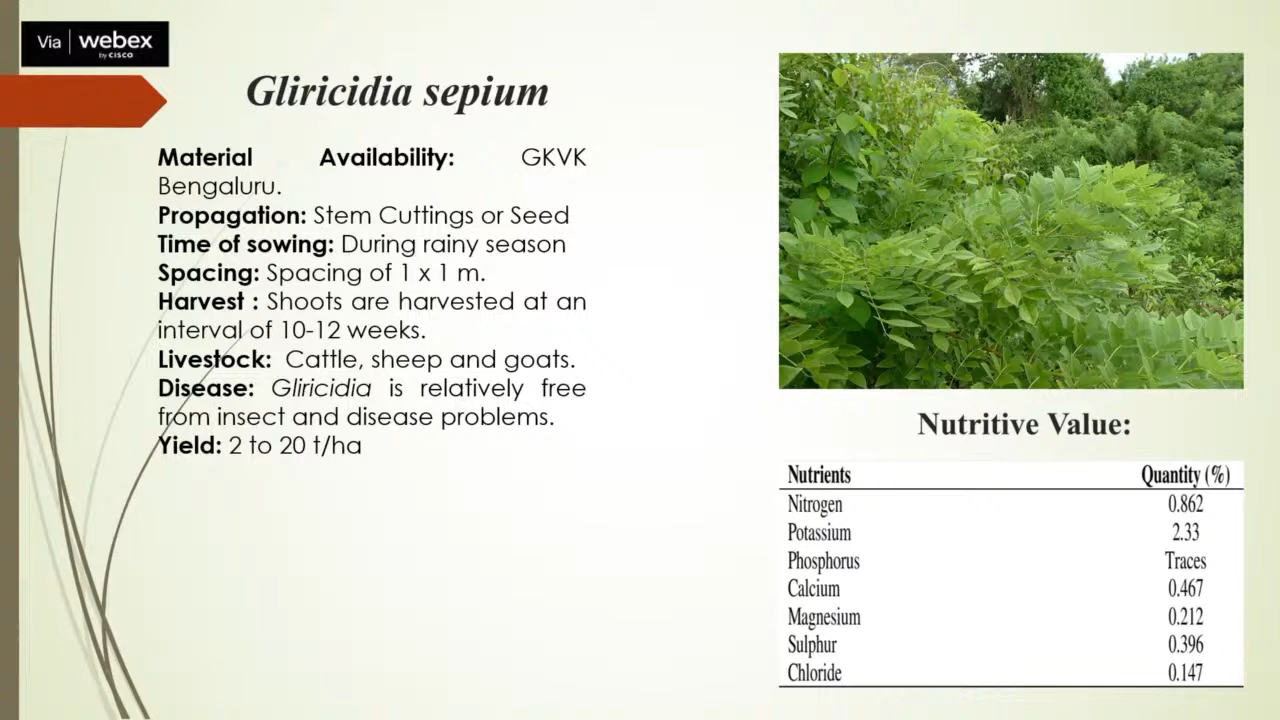 Via | webex
by CISCO
Gliricidia sepium
Material Availability: GKVK
Bengaluru.
Propagation: Stem Cuttings or Seed
Time of sowing: During rainy season
Spacing: Spacing of 1 x 1 m.
Harvest : Shoots are harvested at an
interval of 10-12 weeks.
Livestock: Cattle, sheep and goats.
Disease: Gliricidia is relatively free
from insect and disease problems.
Yield: 2 to 20 t/ha
Nutritive Value:
Nutrients Quantity (%)
Nitrogen 0.862
Potassium 2.33
Phosphorus Traces
Calcium 0.467
Magnesium 0.212
Sulphur 0.396
Chloride 0.147